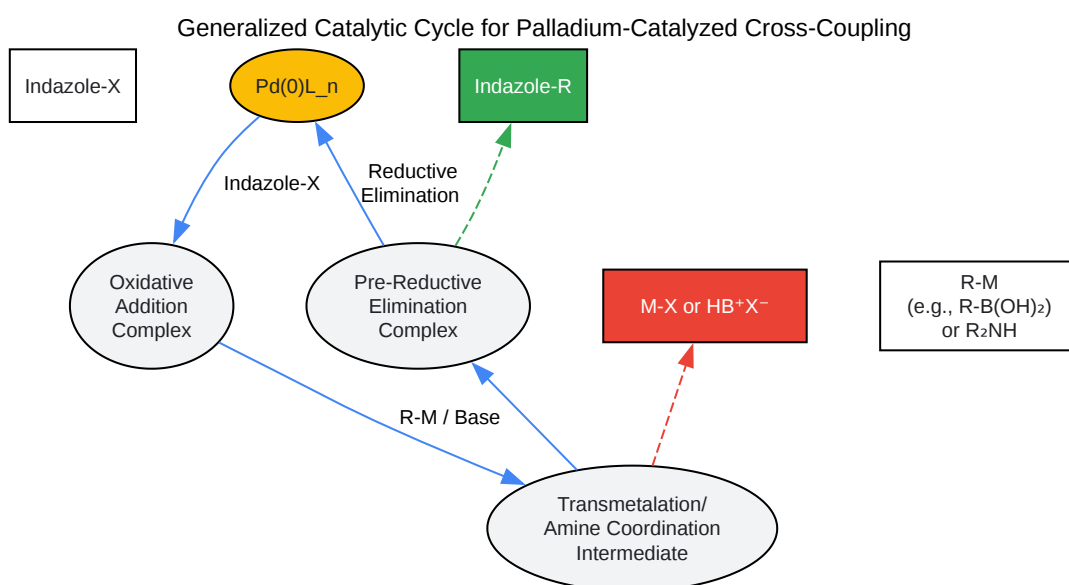 Generalized Catalytic Cycle for Palladium-Catalyzed Cross-Coupling
Indazole-X
Pd(0)L_n
Indazole-R
Reductive
Elimination
Indazole-X
Oxidative
Addition
Complex
Pre-Reductive
Elimination
Complex
M-X or HB⁺X⁻
R-M
(e.g., R-B(OH)₂)
or R₂NH
R-M / Base
Transmetalation/
Amine Coordination
Intermediate